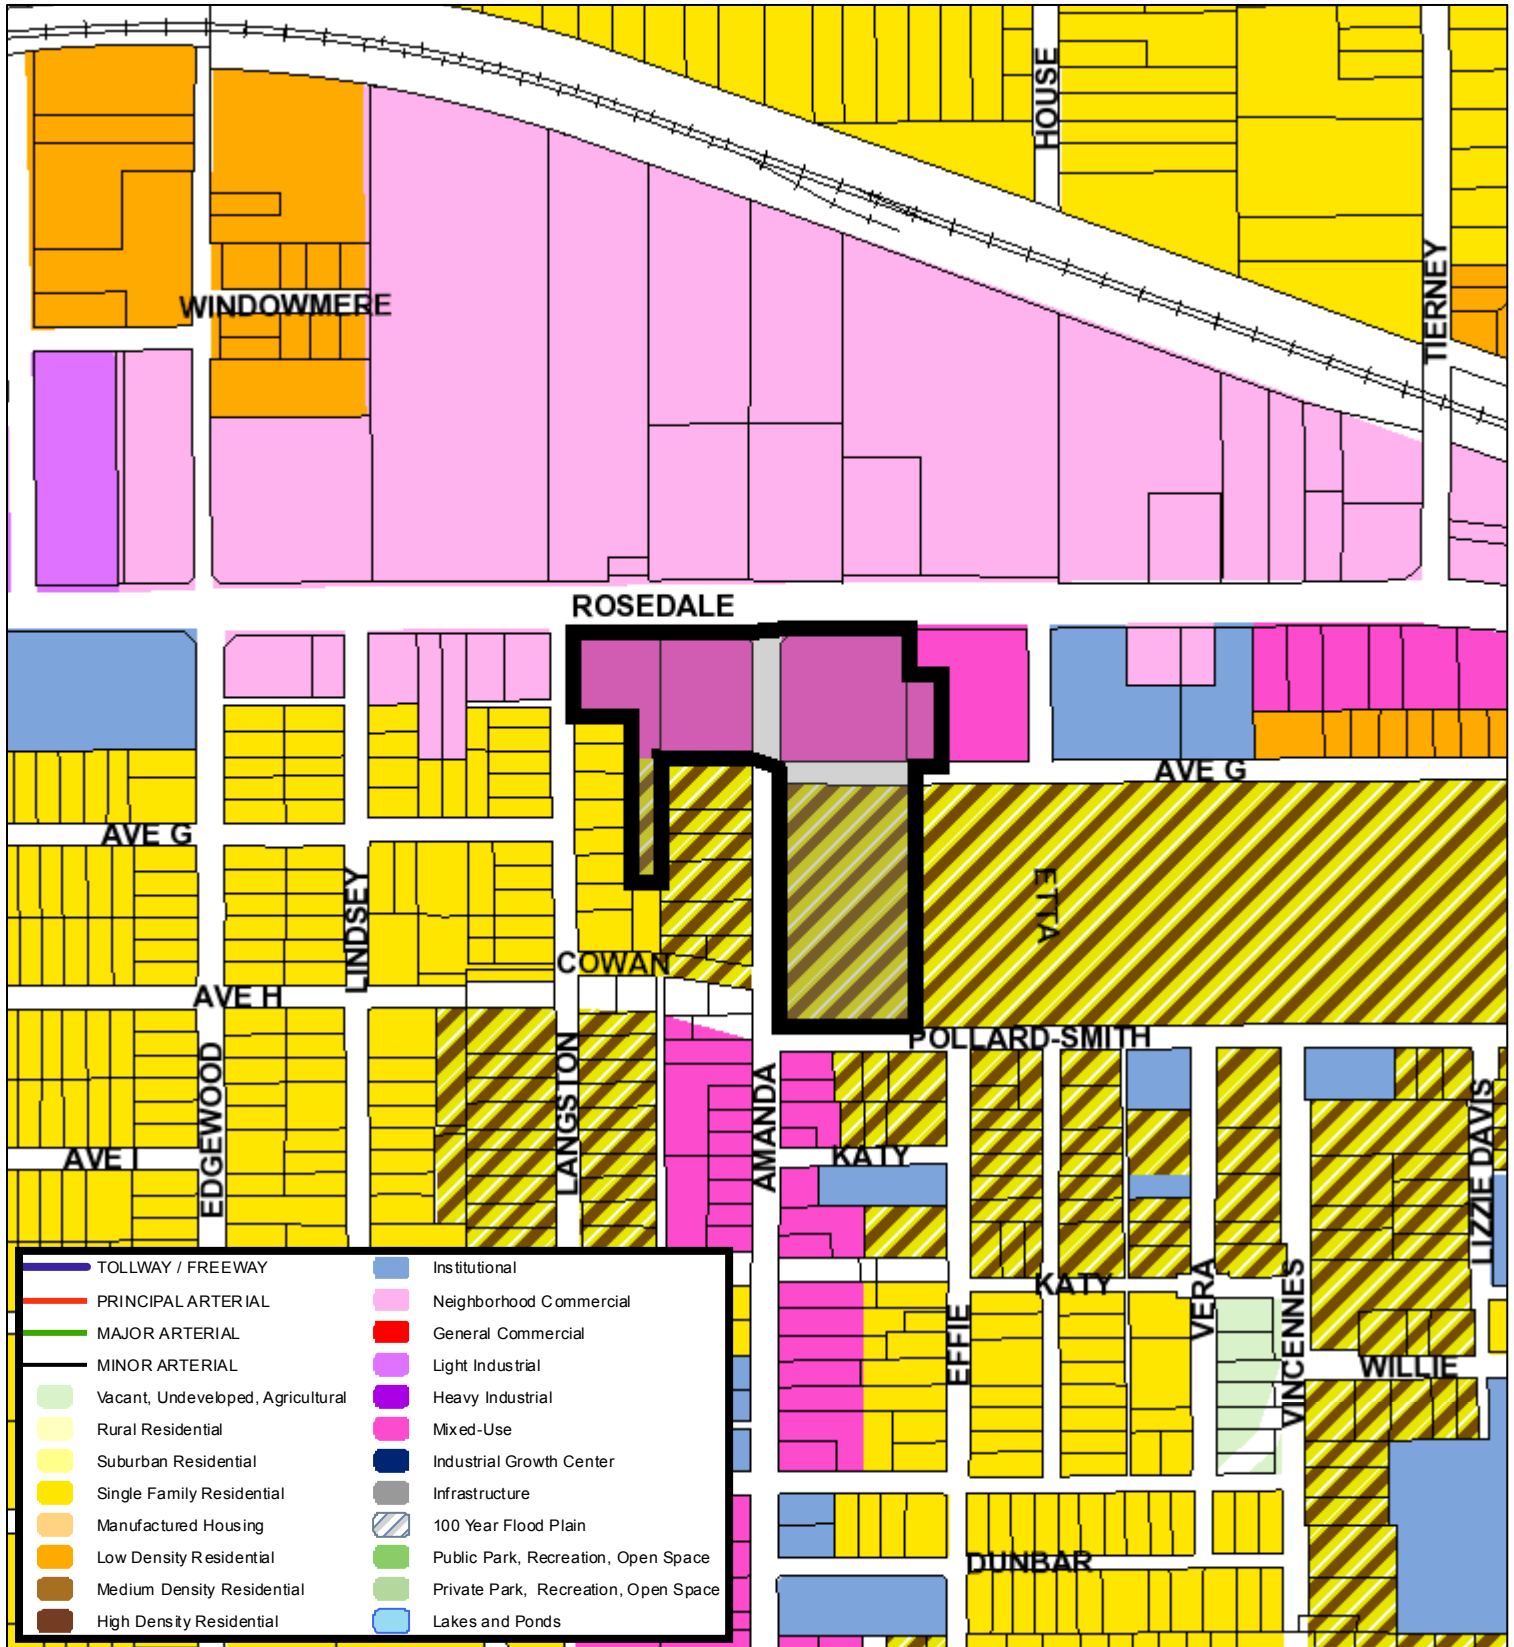 HOUSE
TIERNEY
WINDOWMERE
ROSEDALE
AVE G
AVE G
ETTA
LINDSEY
COWAN
AVE H
POLLARD-SMITH
EDGEWOOD
LANGSTON
AMANDA
LIZZIE DAVIS
AVE I
KATY
KATY
VERA
VINCENNES
EFFIE
WILLIE
DUNBAR
TOLLWAY / FREEWAY
PRINCIPAL ARTERIAL
MAJOR ARTERIAL
MINOR ARTERIAL
Vacant, Undeveloped, Agricultural
Rural Residential
Suburban Residential
Single Family Residential
Manufactured Housing
Low Density Residential
Medium Density Residential
High Density Residential
Institutional
Neighborhood Commercial
General Commercial
Light Industrial
Heavy Industrial
Mixed-Use
Industrial Growth Center
Infrastructure
100 Year Flood Plain
Public Park, Recreation, Open Space
Private Park, Recreation, Open Space
Lakes and Ponds